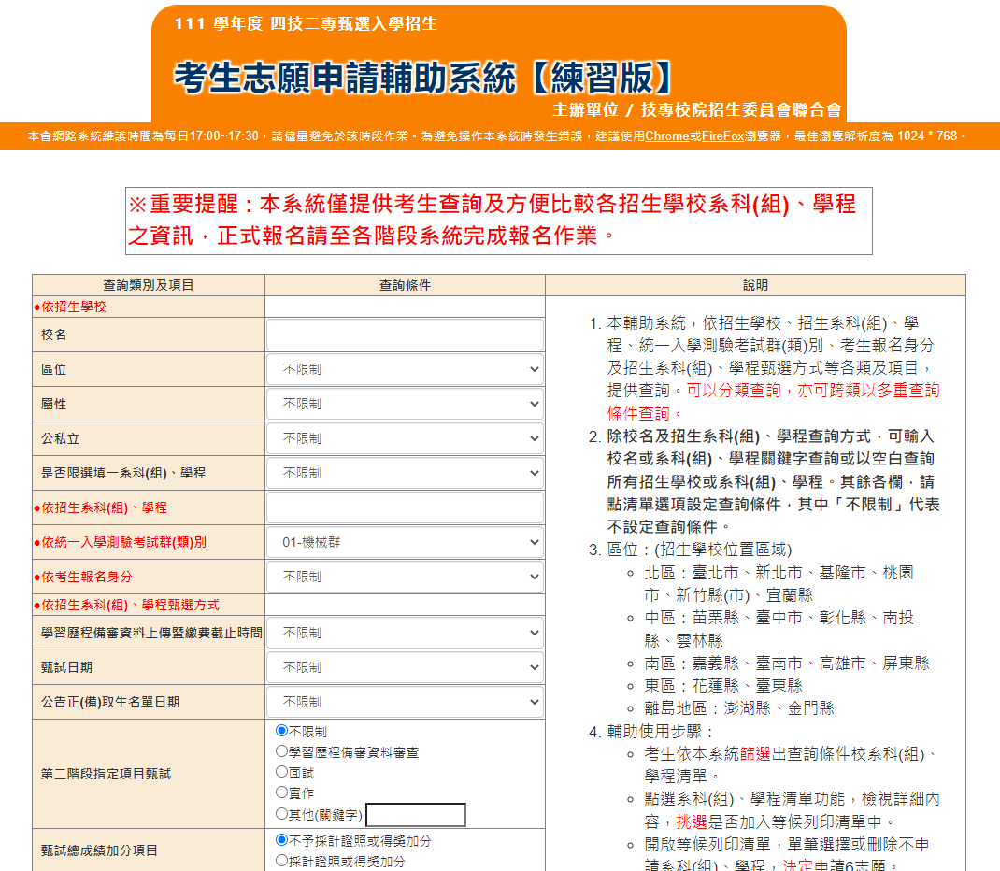 111 學年度 四技二專甄選入學招生
考生志願申請輔助系統【練習版】
主辦單位 / 技專校院招生委員會聯合會
本會網路系統維護時間為每日17:00~17:30，請儘量避免於該時段作業。為避免操作本系統時發生錯誤，建議使用Chrome或FireFox瀏覽器，最佳瀏覽解析度為 1024 * 768。
※重要提醒：本系統僅提供考生查詢及方便比較各招生學校系科(組)、學程
之資訊，正式報名請至各階段系統完成報名作業。
查詢類別及項目 查詢條件 說明
●依招生學校
校名
區位 不限制
屬性 不限制
公私立 不限制
是否限選填一系科(組)、學程 不限制
●依招生系科(組)、學程
●依統一入學測驗考試群(類)別 01-機械群
●依考生報名身分 不限制
●依招生系科(組)、學程甄選方式
學習歷程備審資料上傳暨繳費截止時間 不限制
甄試日期 不限制
公告正(備)取生名單日期 不限制
第二階段指定項目甄試
不限制
學習歷程備審資料審查
面試
實作
其他(關鍵字)
甄試總成績加分項目
不予採計證照或得獎加分
採計證照或得獎加分
1. 本輔助系統，依招生學校、招生系科(組)、學
程、統一入學測驗考試群(類)別、考生報名身分
及招生系科(組)、學程甄選方式等各類及項目，
提供查詢。可以分類查詢，亦可跨類以多重查詢
條件查詢。
2. 除校名及招生系科(組)、學程查詢方式，可輸入
校名或系科(組)、學程關鍵字查詢或以空白查詢
所有招生學校或系科(組)、學程。其餘各欄，請
點清單選項設定查詢條件，其中「不限制」代表
不設定查詢條件。
3. 區位：(招生學校位置區域)
北區：臺北市、新北市、基隆市、桃園
市、新竹縣(市)、宜蘭縣
中區：苗栗縣、臺中市、彰化縣、南投
縣、雲林縣
南區：嘉義縣、臺南市、高雄市、屏東縣
東區：花蓮縣、臺東縣
離島地區：澎湖縣、金門縣
4. 輔助使用步驟：
考生依本系統篩選出查詢條件校系科(組)、
學程清單。
點選系科(組)、學程清單功能，檢視詳細內
容，挑選是否加入等候列印清單中。
開啟等候列印清單，單筆選擇或刪除不申
請系科(組)、學程，決定申請6志願。